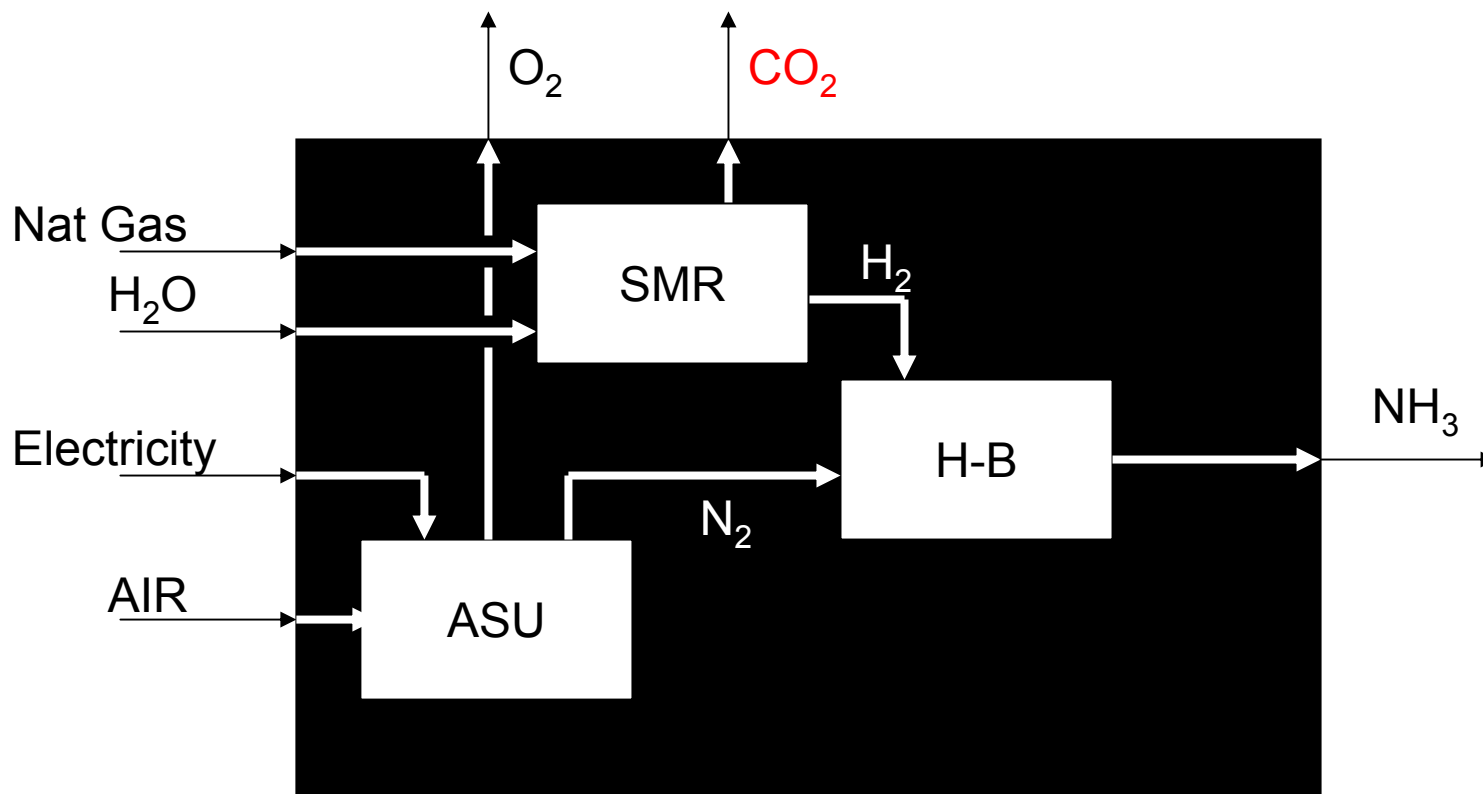 O₂
CO₂
Nat Gas
H₂O
SMR
H₂
Electricity
N₂
H-B
NH₃
AIR
ASU